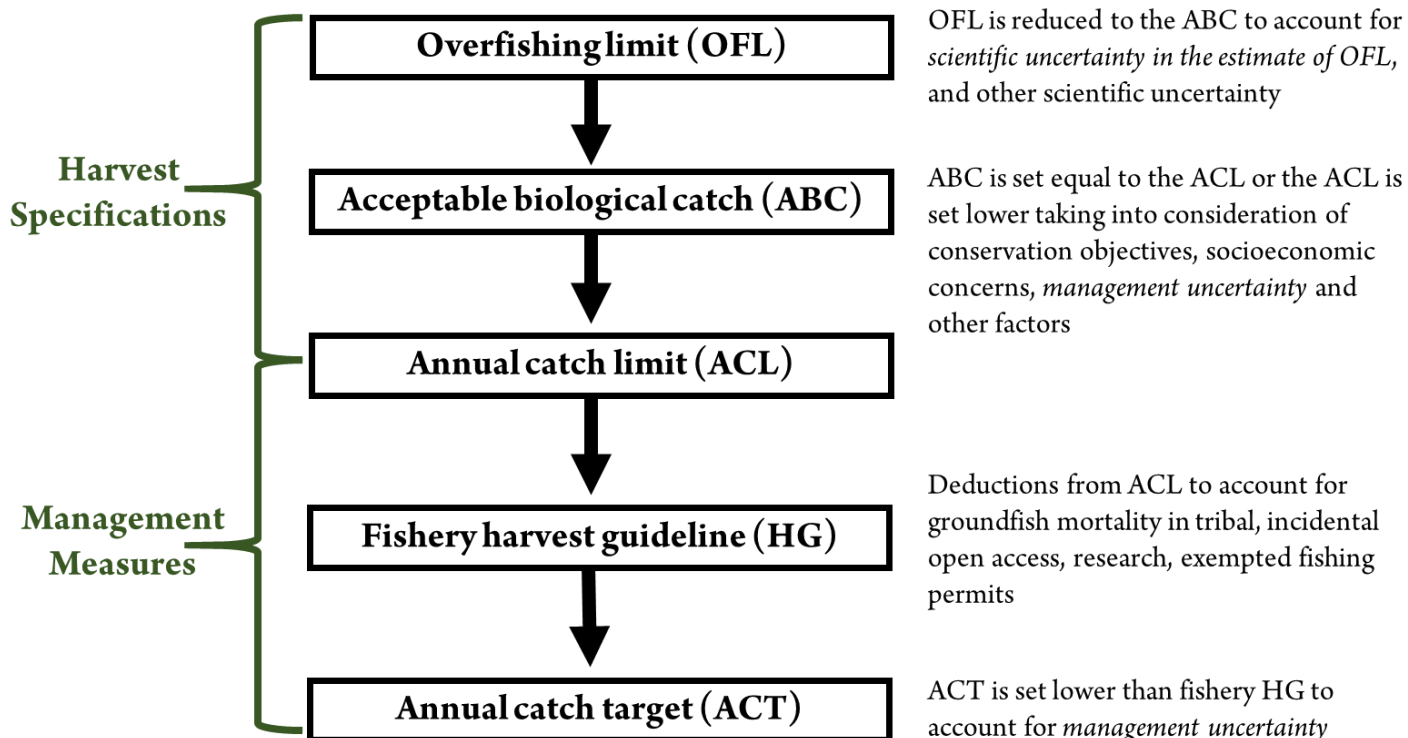 Overfishing limit (OFL)
OFL is reduced to the ABC to account for
scientific uncertainty in the estimate of OFL,
and other scientific uncertainty
Harvest
Specifications
Acceptable biological catch (ABC)
ABC is set equal to the ACL or the ACL is
set lower taking into consideration of
conservation objectives, socioeconomic
concerns, management uncertainty and
other factors
Annual catch limit (ACL)
Management
Measures
Fishery harvest guideline (HG)
Deductions from ACL to account for
groundfish mortality in tribal, incidental
open access, research, exempted fishing
permits
Annual catch target (ACT)
ACT is set lower than fishery HG to
account for management uncertainty